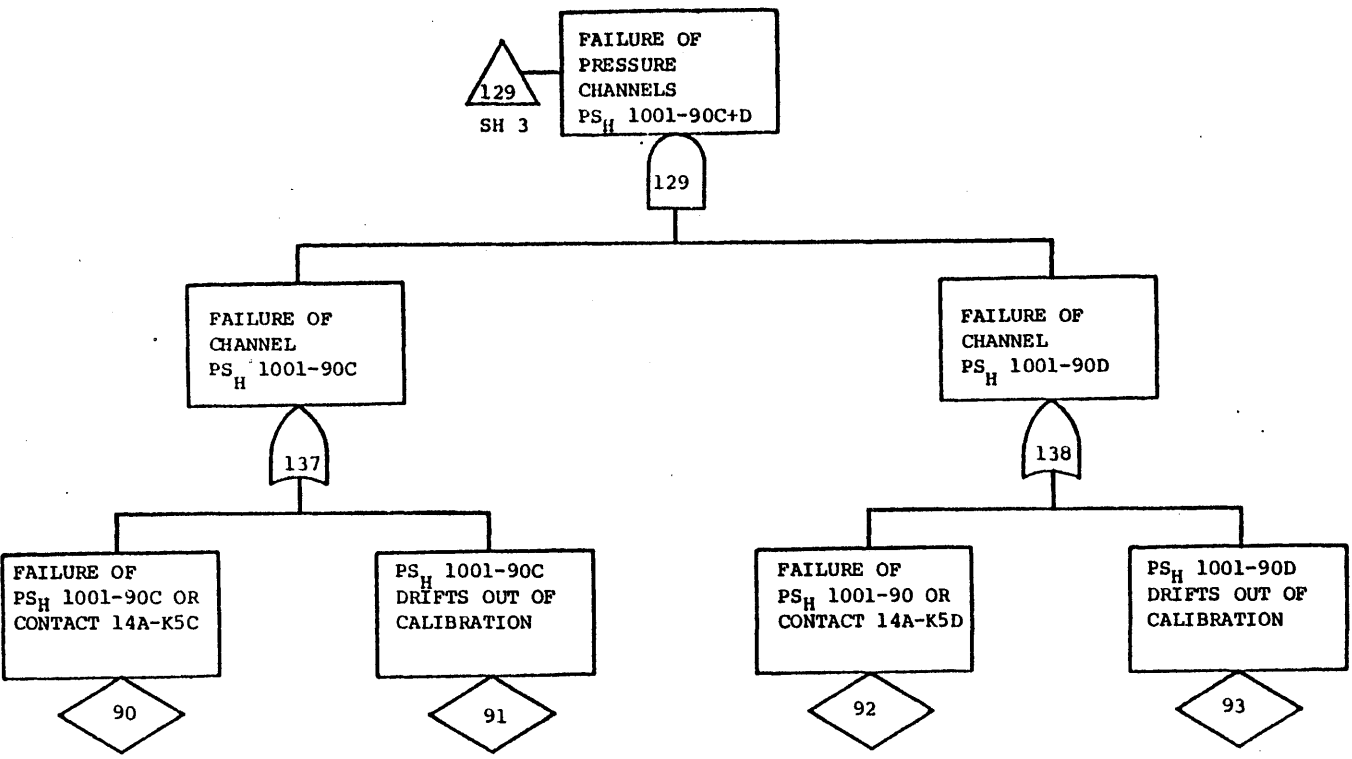 FAILURE OF
PRESSURE
CHANNELS
PSH 1001-90C+D
129
SH 3
129
FAILURE OF
CHANNEL
PSH 1001-90C
FAILURE OF
CHANNEL
PSH 1001-90D
137
138
FAILURE OF
PSH 1001-90C OR
CONTACT 14A-K5C
PSH 1001-90C
DRIFTS OUT OF
CALIBRATION
FAILURE OF
PSH 1001-90 OR
CONTACT 14A-K5D
PSH 1001-90D
DRIFTS OUT OF
CALIBRATION
90
91
92
93